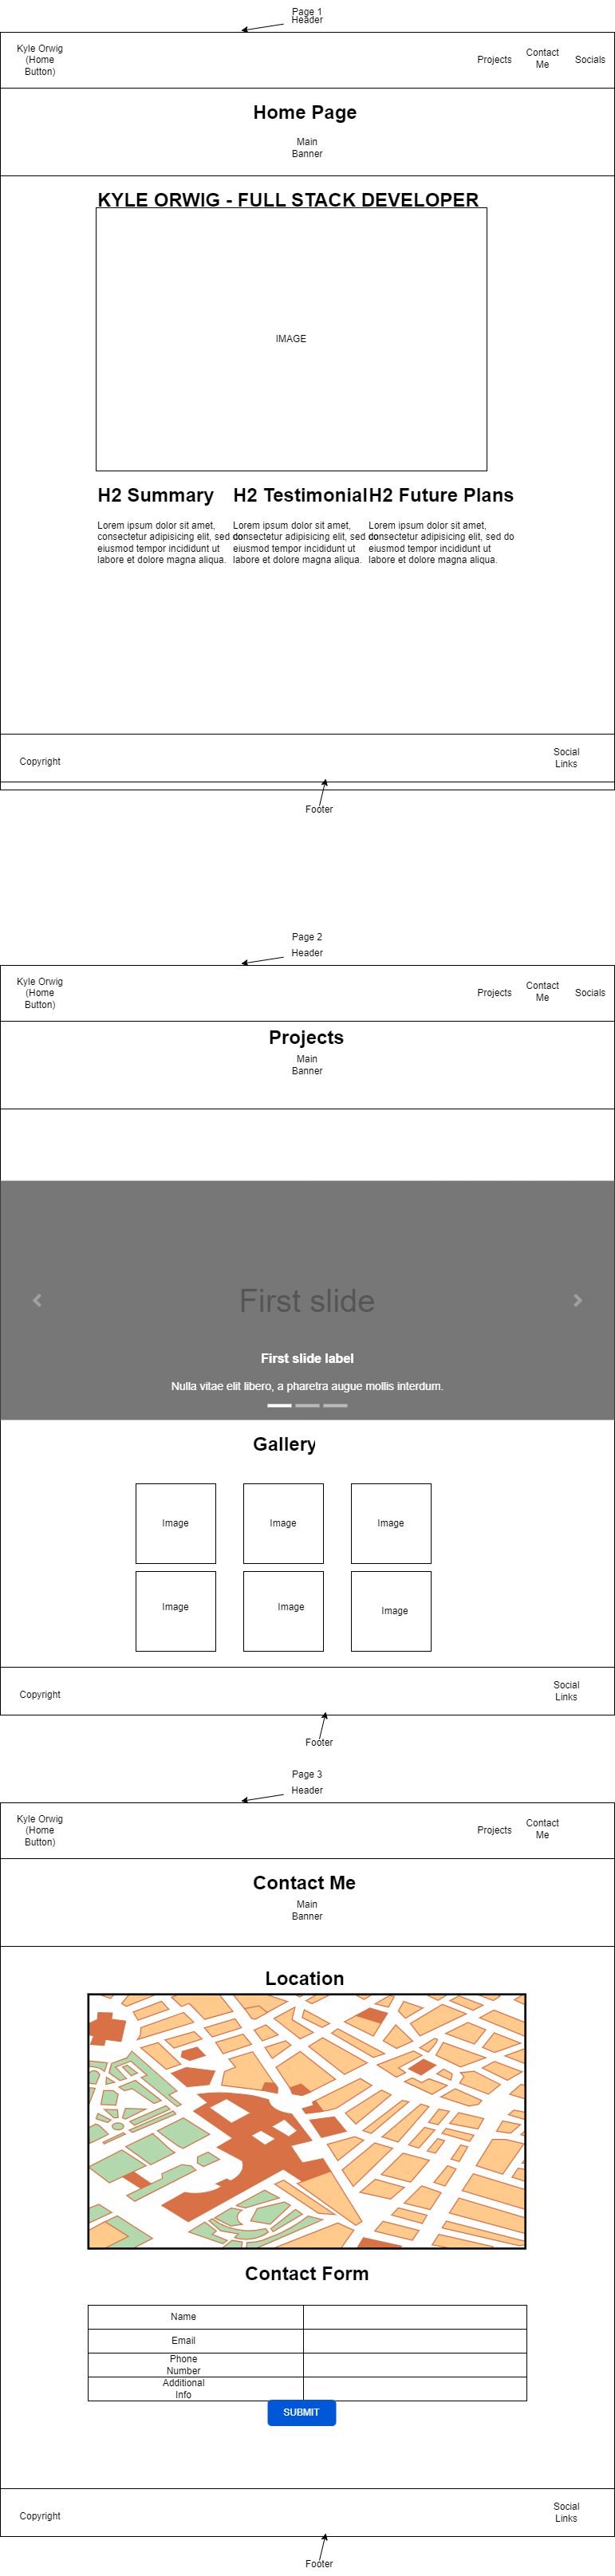 Page 1
Header
Kyle Orwig
(Home
Button)
Projects
Contact
Me
Socials
Home Page
Main
Banner
KYLE ORWIG - FULL STACK DEVELOPER
IMAGE
H2 Summary
H2 Testimonial
H2 Future Plans
Lorem ipsum dolor sit amet,
consectetur adipisicing elit, sed do
eiusmod tempor incididunt ut
labore et dolore magna aliqua.
Lorem ipsum dolor sit amet,
consectetur adipisicing elit, sed do
eiusmod tempor incididunt ut
labore et dolore magna aliqua.
Lorem ipsum dolor sit amet,
consectetur adipisicing elit, sed do
eiusmod tempor incididunt ut
labore et dolore magna aliqua.
Copyright
Social
Links
Footer
Page 2
Header
Kyle Orwig
(Home
Button)
Projects
Contact
Me
Socials
Projects
Main
Banner
First slide
First slide label
Nulla vitae elit libero, a pharetra augue mollis interdum.
Gallery
Image
Image
Image
Image
Image
Image
Copyright
Social
Links
Footer
Page 3
Header
Kyle Orwig
(Home
Button)
Projects
Contact
Me
Contact Me
Main
Banner
Location
Contact Form
Name
Email
Phone
Number
Additional
Info
SUBMIT
Copyright
Social
Links
Footer